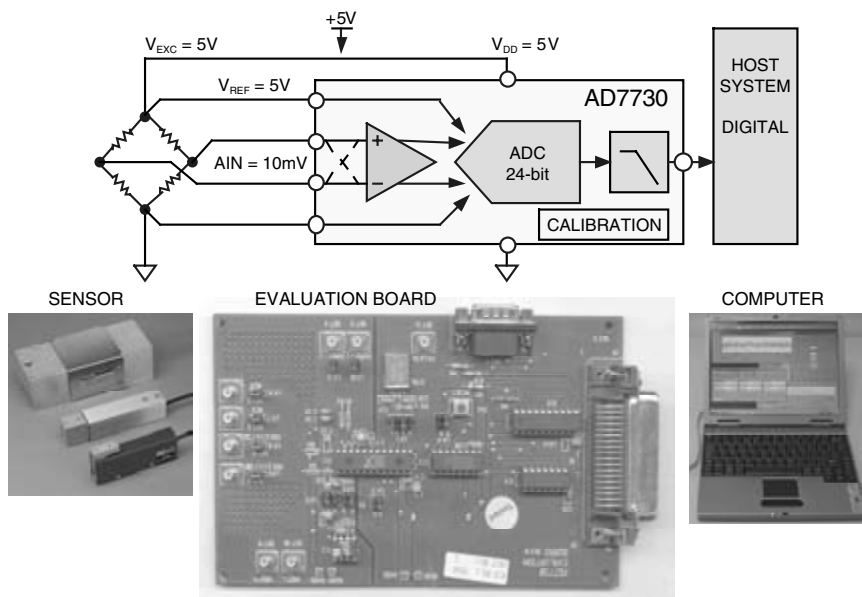 +5V
V_EXC = 5V
V_DD = 5V
V_REF = 5V
AD7730
HOST
SYSTEM
DIGITAL
+
AIN = 10mV
−
ADC
24-bit
CALIBRATION
SENSOR
EVALUATION BOARD
COMPUTER